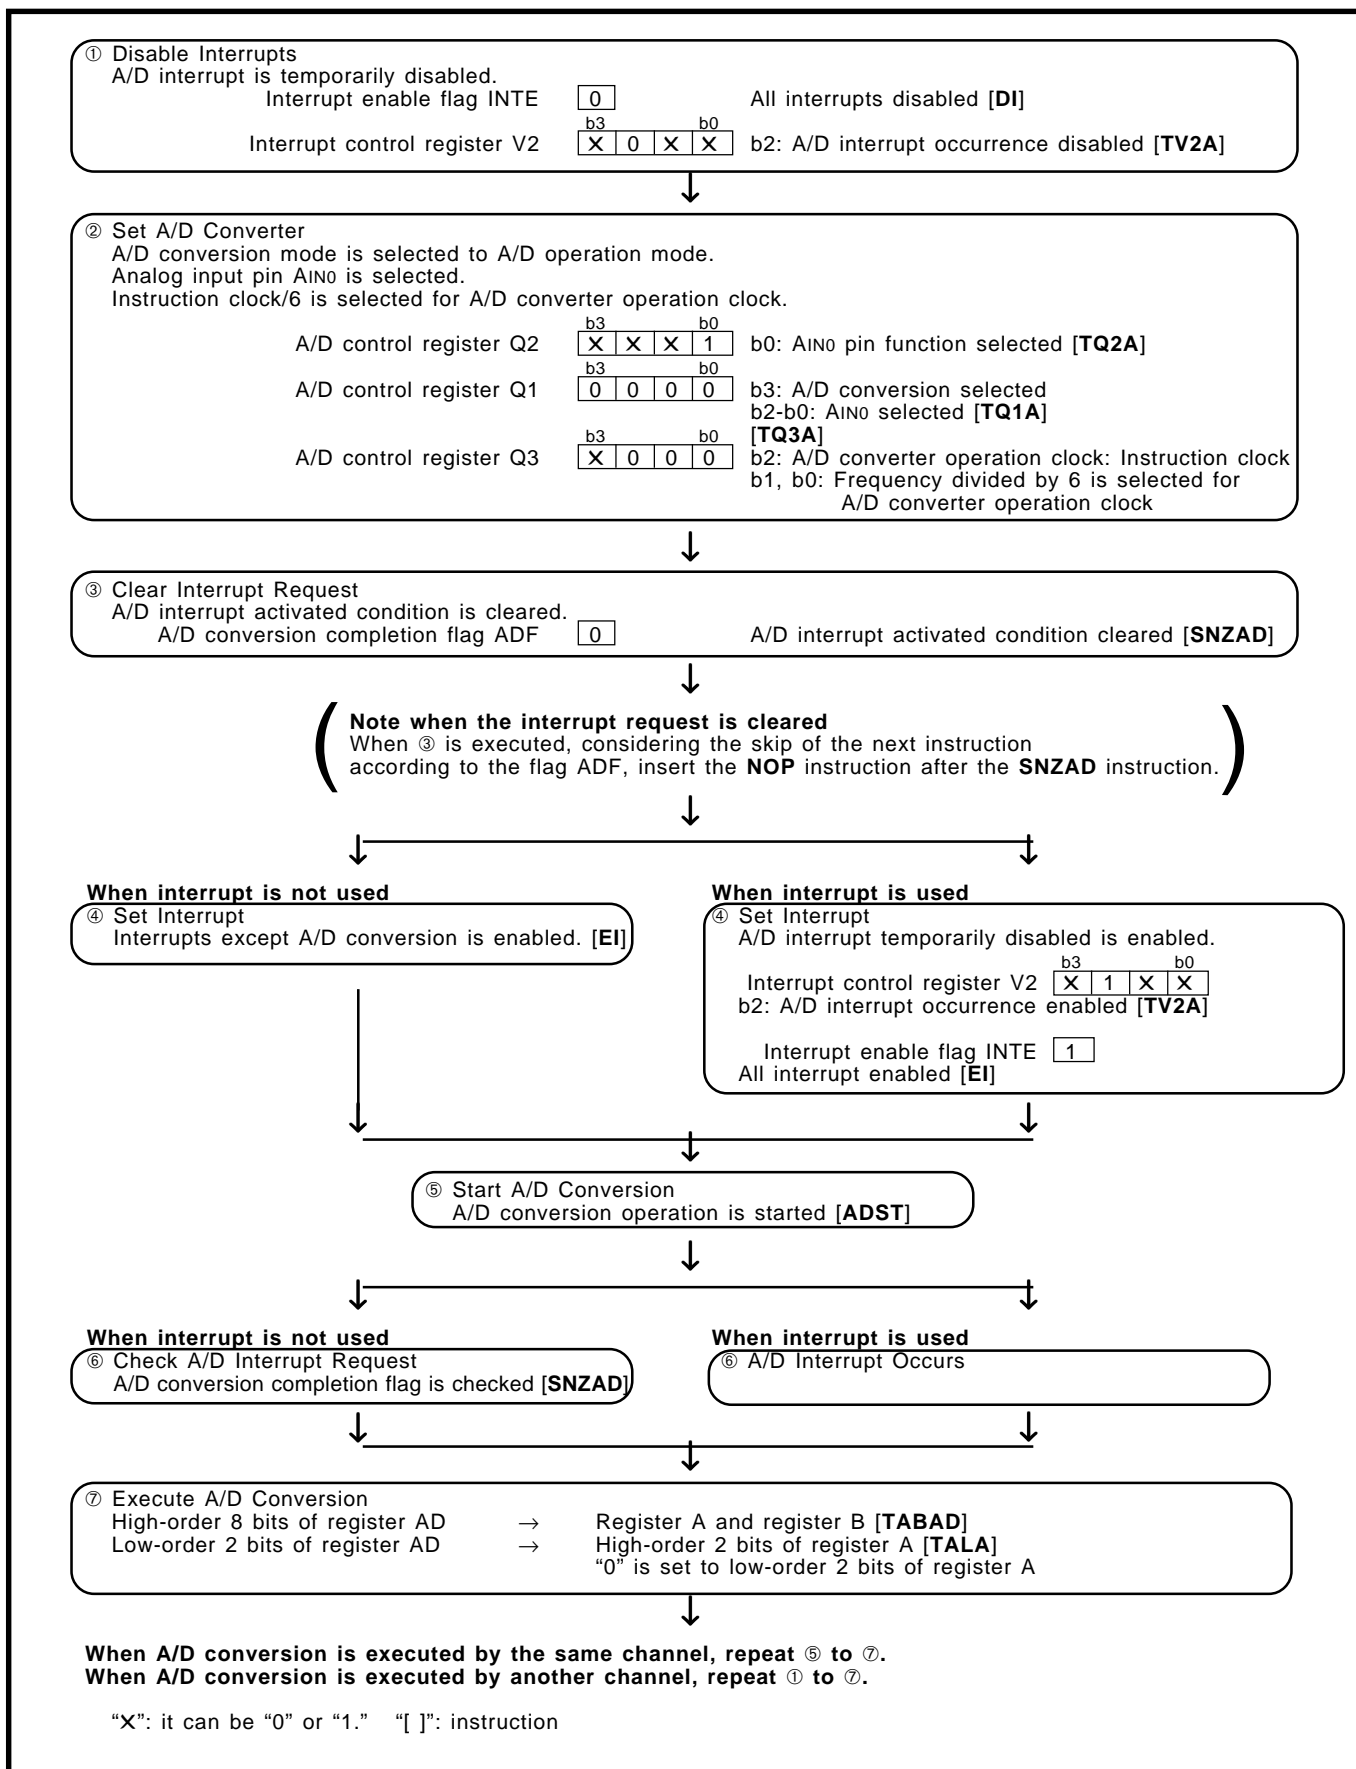 ① Disable Interrupts
A/D interrupt is temporarily disabled.
Interrupt enable flag INTE 0 All interrupts disabled [DI]
b3 b0
Interrupt control register V2 X 0 X X b2: A/D interrupt occurrence disabled [TV2A]
② Set A/D Converter
A/D conversion mode is selected to A/D operation mode.
Analog input pin AIN0 is selected.
Instruction clock/6 is selected for A/D converter operation clock.
b3 b0
A/D control register Q2 X X X 1 b0: AIN0 pin function selected [TQ2A]
b3 b0
A/D control register Q1 0 0 0 0 b3: A/D conversion selected
b2-b0: AIN0 selected [TQ1A]
b3 b0 [TQ3A]
A/D control register Q3 X 0 0 0 b2: A/D converter operation clock: Instruction clock
b1, b0: Frequency divided by 6 is selected for
A/D converter operation clock
③ Clear Interrupt Request
A/D interrupt activated condition is cleared.
A/D conversion completion flag ADF 0 A/D interrupt activated condition cleared [SNZAD]
Note when the interrupt request is cleared
When ③ is executed, considering the skip of the next instruction
according to the flag ADF, insert the NOP instruction after the SNZAD instruction.
When interrupt is not used
④ Set Interrupt
Interrupts except A/D conversion is enabled. [EI]
When interrupt is used
④ Set Interrupt
A/D interrupt temporarily disabled is enabled.
b3 b0
Interrupt control register V2 X 1 X X
b2: A/D interrupt occurrence enabled [TV2A]
Interrupt enable flag INTE 1
All interrupt enabled [EI]
⑤ Start A/D Conversion
A/D conversion operation is started [ADST]
When interrupt is not used
⑥ Check A/D Interrupt Request
A/D conversion completion flag is checked [SNZAD]
When interrupt is used
⑥ A/D Interrupt Occurs
⑦ Execute A/D Conversion
High-order 8 bits of register AD → Register A and register B [TABAD]
Low-order 2 bits of register AD → High-order 2 bits of register A [TALA]
“0” is set to low-order 2 bits of register A
When A/D conversion is executed by the same channel, repeat ⑤ to ⑦.
When A/D conversion is executed by another channel, repeat ① to ⑦.
“X”: it can be “0” or “1.” “[ ]”: instruction